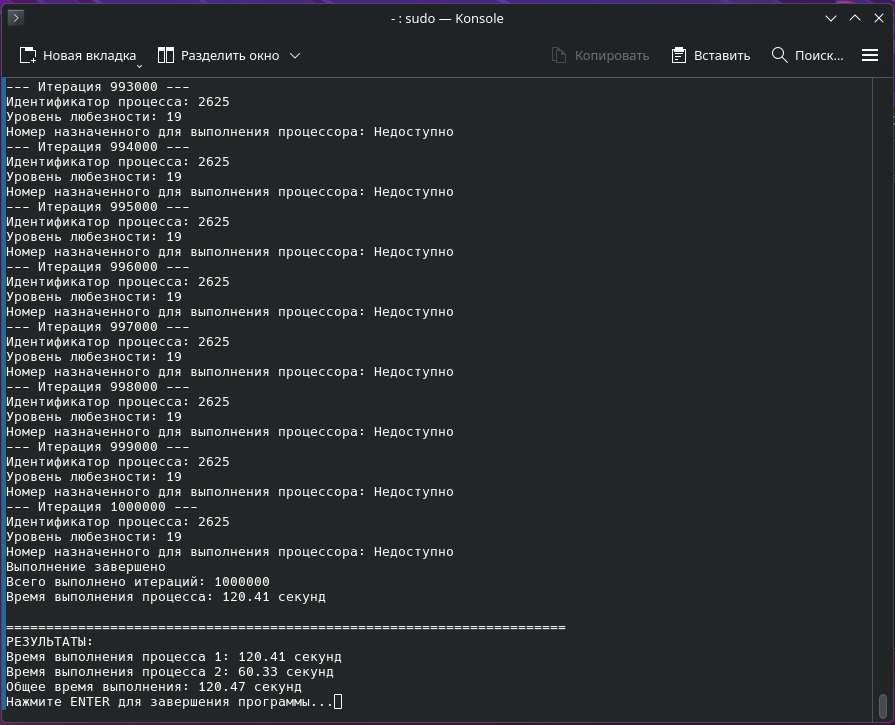 - : sudo — Konsole
Новая вкладка
Разделить окно
Копировать
Вставить
Поиск...
--- Итерация 993000 ---
Идентификатор процесса: 2625
Уровень любезности: 19
Номер назначенного для выполнения процессора: Недоступно
--- Итерация 994000 ---
Идентификатор процесса: 2625
Уровень любезности: 19
Номер назначенного для выполнения процессора: Недоступно
--- Итерация 995000 ---
Идентификатор процесса: 2625
Уровень любезности: 19
Номер назначенного для выполнения процессора: Недоступно
--- Итерация 996000 ---
Идентификатор процесса: 2625
Уровень любезности: 19
Номер назначенного для выполнения процессора: Недоступно
--- Итерация 997000 ---
Идентификатор процесса: 2625
Уровень любезности: 19
Номер назначенного для выполнения процессора: Недоступно
--- Итерация 998000 ---
Идентификатор процесса: 2625
Уровень любезности: 19
Номер назначенного для выполнения процессора: Недоступно
--- Итерация 999000 ---
Идентификатор процесса: 2625
Уровень любезности: 19
Номер назначенного для выполнения процессора: Недоступно
--- Итерация 1000000 ---
Идентификатор процесса: 2625
Уровень любезности: 19
Номер назначенного для выполнения процессора: Недоступно
Выполнение завершено
Всего выполнено итераций: 1000000
Время выполнения процесса: 120.41 секунд
======================================================================
РЕЗУЛЬТАТЫ:
Время выполнения процесса 1: 120.41 секунд
Время выполнения процесса 2: 60.33 секунд
Общее время выполнения: 120.47 секунд
Нажмите ENTER для завершения программы...